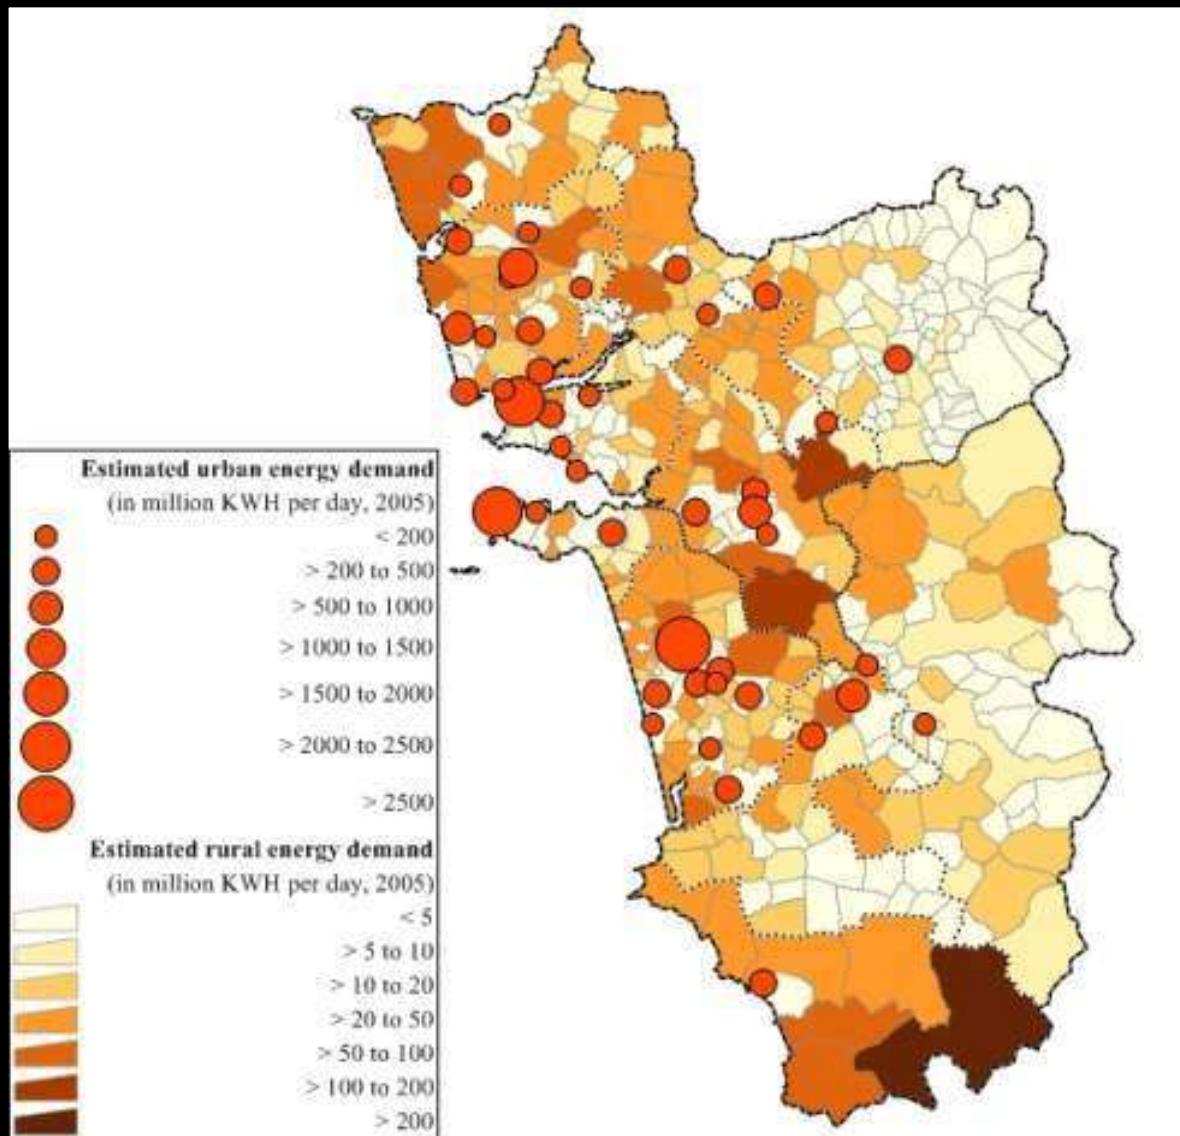 Estimated urban energy demand
(in million KWH per day, 2005)
< 200
> 200 to 500
> 500 to 1000
> 1000 to 1500
> 1500 to 2000
> 2000 to 2500
> 2500
Estimated rural energy demand
(in million KWH per day, 2005)
< 5
> 5 to 10
> 10 to 20
> 20 to 50
> 50 to 100
> 100 to 200
> 200